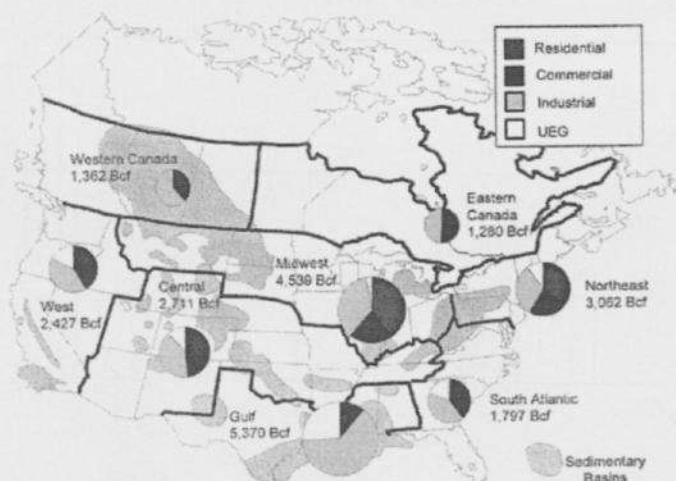 Residential
Commercial
Industrial
UEG
Western Canada
1,362 Bcf
Eastern
Canada
1,280 Bcf
Midwest
4,539 Bcf
Central
2,711 Bcf
West
2,427 Bcf
Northeast
3,062 Bcf
South Atlantic
1,797 Bcf
Gulf
5,370 Bcf
Sedimentary
Basins